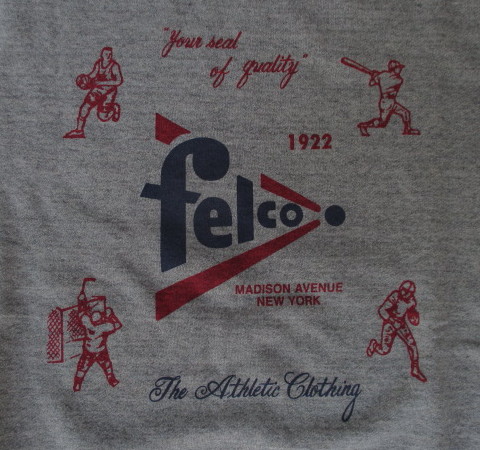 "Your seal
of quality"
1922
felco
MADISON AVENUE
NEW YORK
The Athletic Clothing